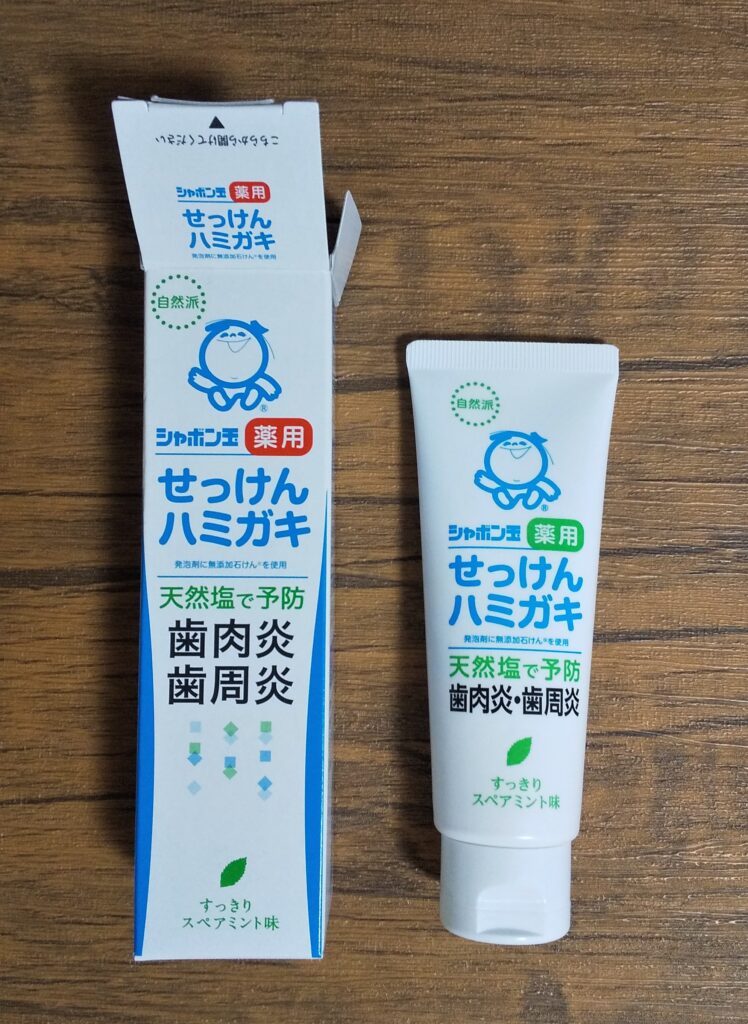 こちらから開けてください
シャボン玉 薬用
せっけん
ハミガキ
発泡剤に無添加石けん※を使用
自然派
®
シャボン玉 薬用
せっけん
ハミガキ
発泡剤に無添加石けん※を使用
天然塩で予防
歯肉炎
歯周炎
すっきり
スペアミント味
自然派
®
シャボン玉 薬用
せっけん
ハミガキ
発泡剤に無添加石けん※を使用
天然塩で予防
歯肉炎・歯周炎
すっきり
スペアミント味